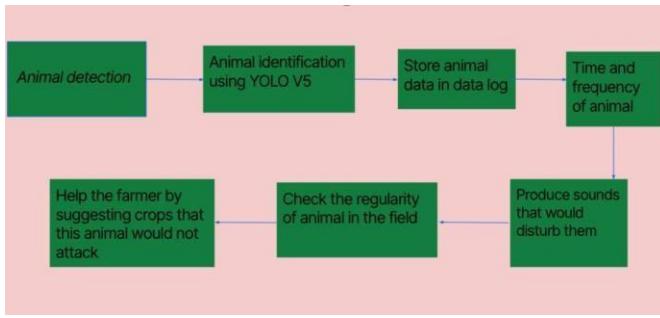 Animal detection
Animal identification
using YOLO V5
Store animal
data in data log
Time and
frequency
of animal
Produce sounds
that would
disturb them
Check the regularity
of animal in the field
Help the farmer by
suggesting crops that
this animal would not
attack